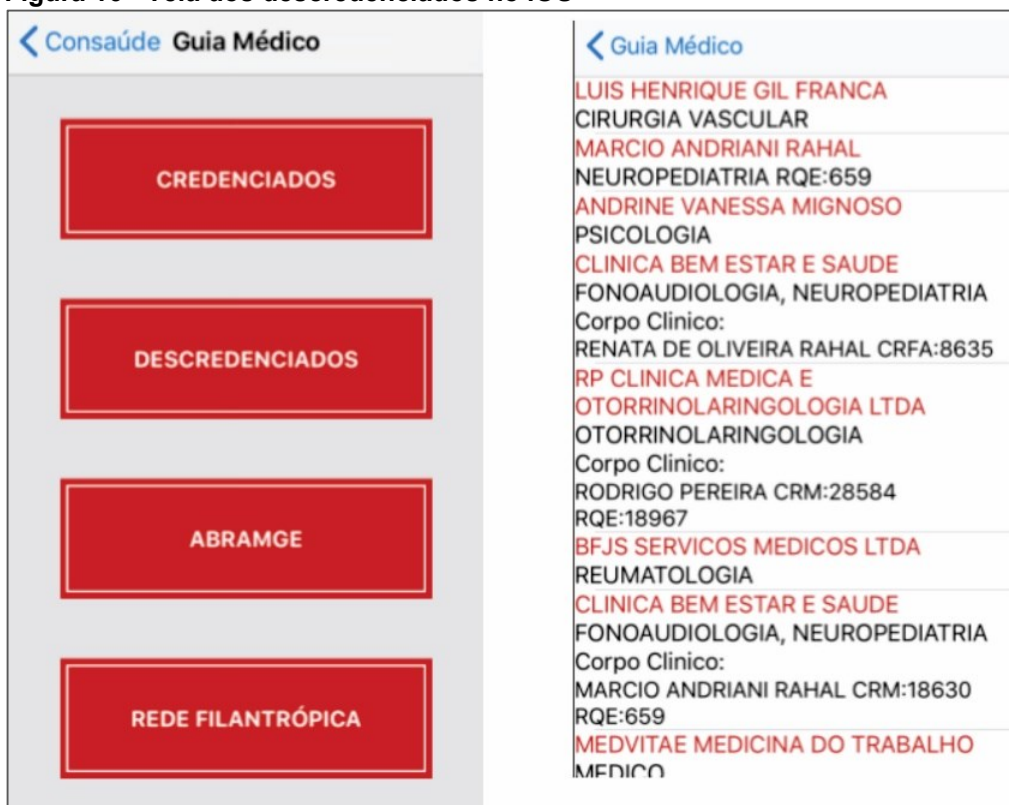 Consaúde Guia Médico
CREDENCIADOS
DESCREDENCIADOS
ABRAMGE
REDE FILANTRÓPICA
Guia Médico
LUIS HENRIQUE GIL FRANCA
CIRURGIA VASCULAR
MARCIO ANDRIANI RAHAL
NEUROPEDIATRIA RQE:659
ANDRINE VANESSA MIGNOSO
PSICOLOGIA
CLINICA BEM ESTAR E SAUDE
FONOAUDIOLOGIA, NEUROPEDIATRIA
Corpo Clinico:
RENATA DE OLIVEIRA RAHAL CRFA:8635
RP CLINICA MEDICA E
OTORRINOLARINGOLOGIA LTDA
OTORRINOLARINGOLOGIA
Corpo Clinico:
RODRIGO PEREIRA CRM:28584
RQE:18967
BFJS SERVICOS MEDICOS LTDA
REUMATOLOGIA
CLINICA BEM ESTAR E SAUDE
FONOAUDIOLOGIA, NEUROPEDIATRIA
Corpo Clinico:
MARCIO ANDRIANI RAHAL CRM:18630
RQE:659
MEDVITAE MEDICINA DO TRABALHO
MEDICO